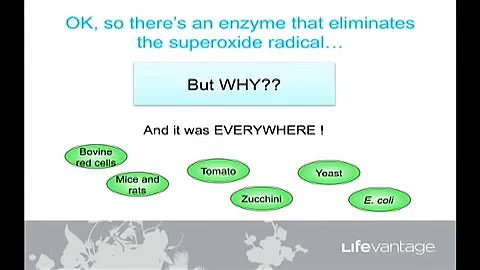 OK, so there's an enzyme that eliminates
the superoxide radical…
But WHY??
And it was EVERYWHERE !
Bovine
red cells
Mice and
rats
Tomato
Zucchini
Yeast
E. coli
Lifevantage.